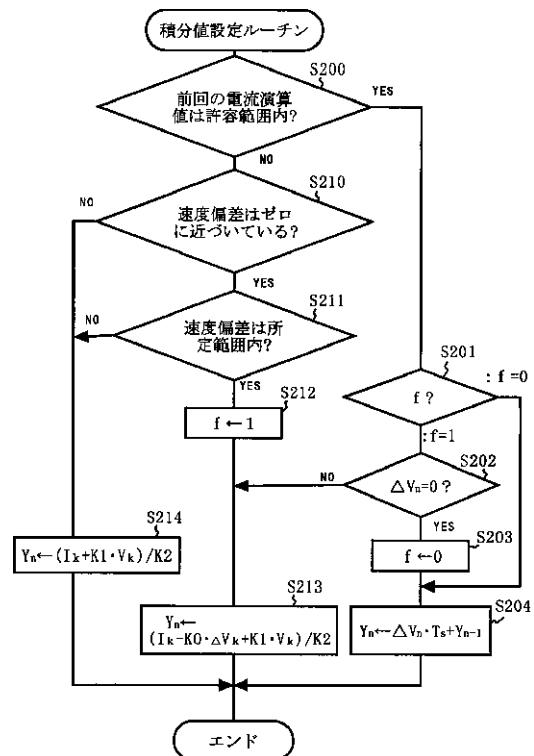 積分値設定ルーチン
S200
前回の電流演算
値は許容範囲内?
YES
NO
S210
NO
速度偏差はゼロ
に近づいている?
YES
S211
NO
速度偏差は所
定範囲内?
YES
S201
: f =0
f ?
S212
f ← 1
:f=1
S202
NO
△Vn=0 ?
YES
S203
f ←0
S214
Yn←(Ik+K1・Vk)/K2
S213
Yn←
(Ik-K0・△Vk+K1・Vk)/K2
S204
Yn←-△Vn・Ts+Yn-1
エンド